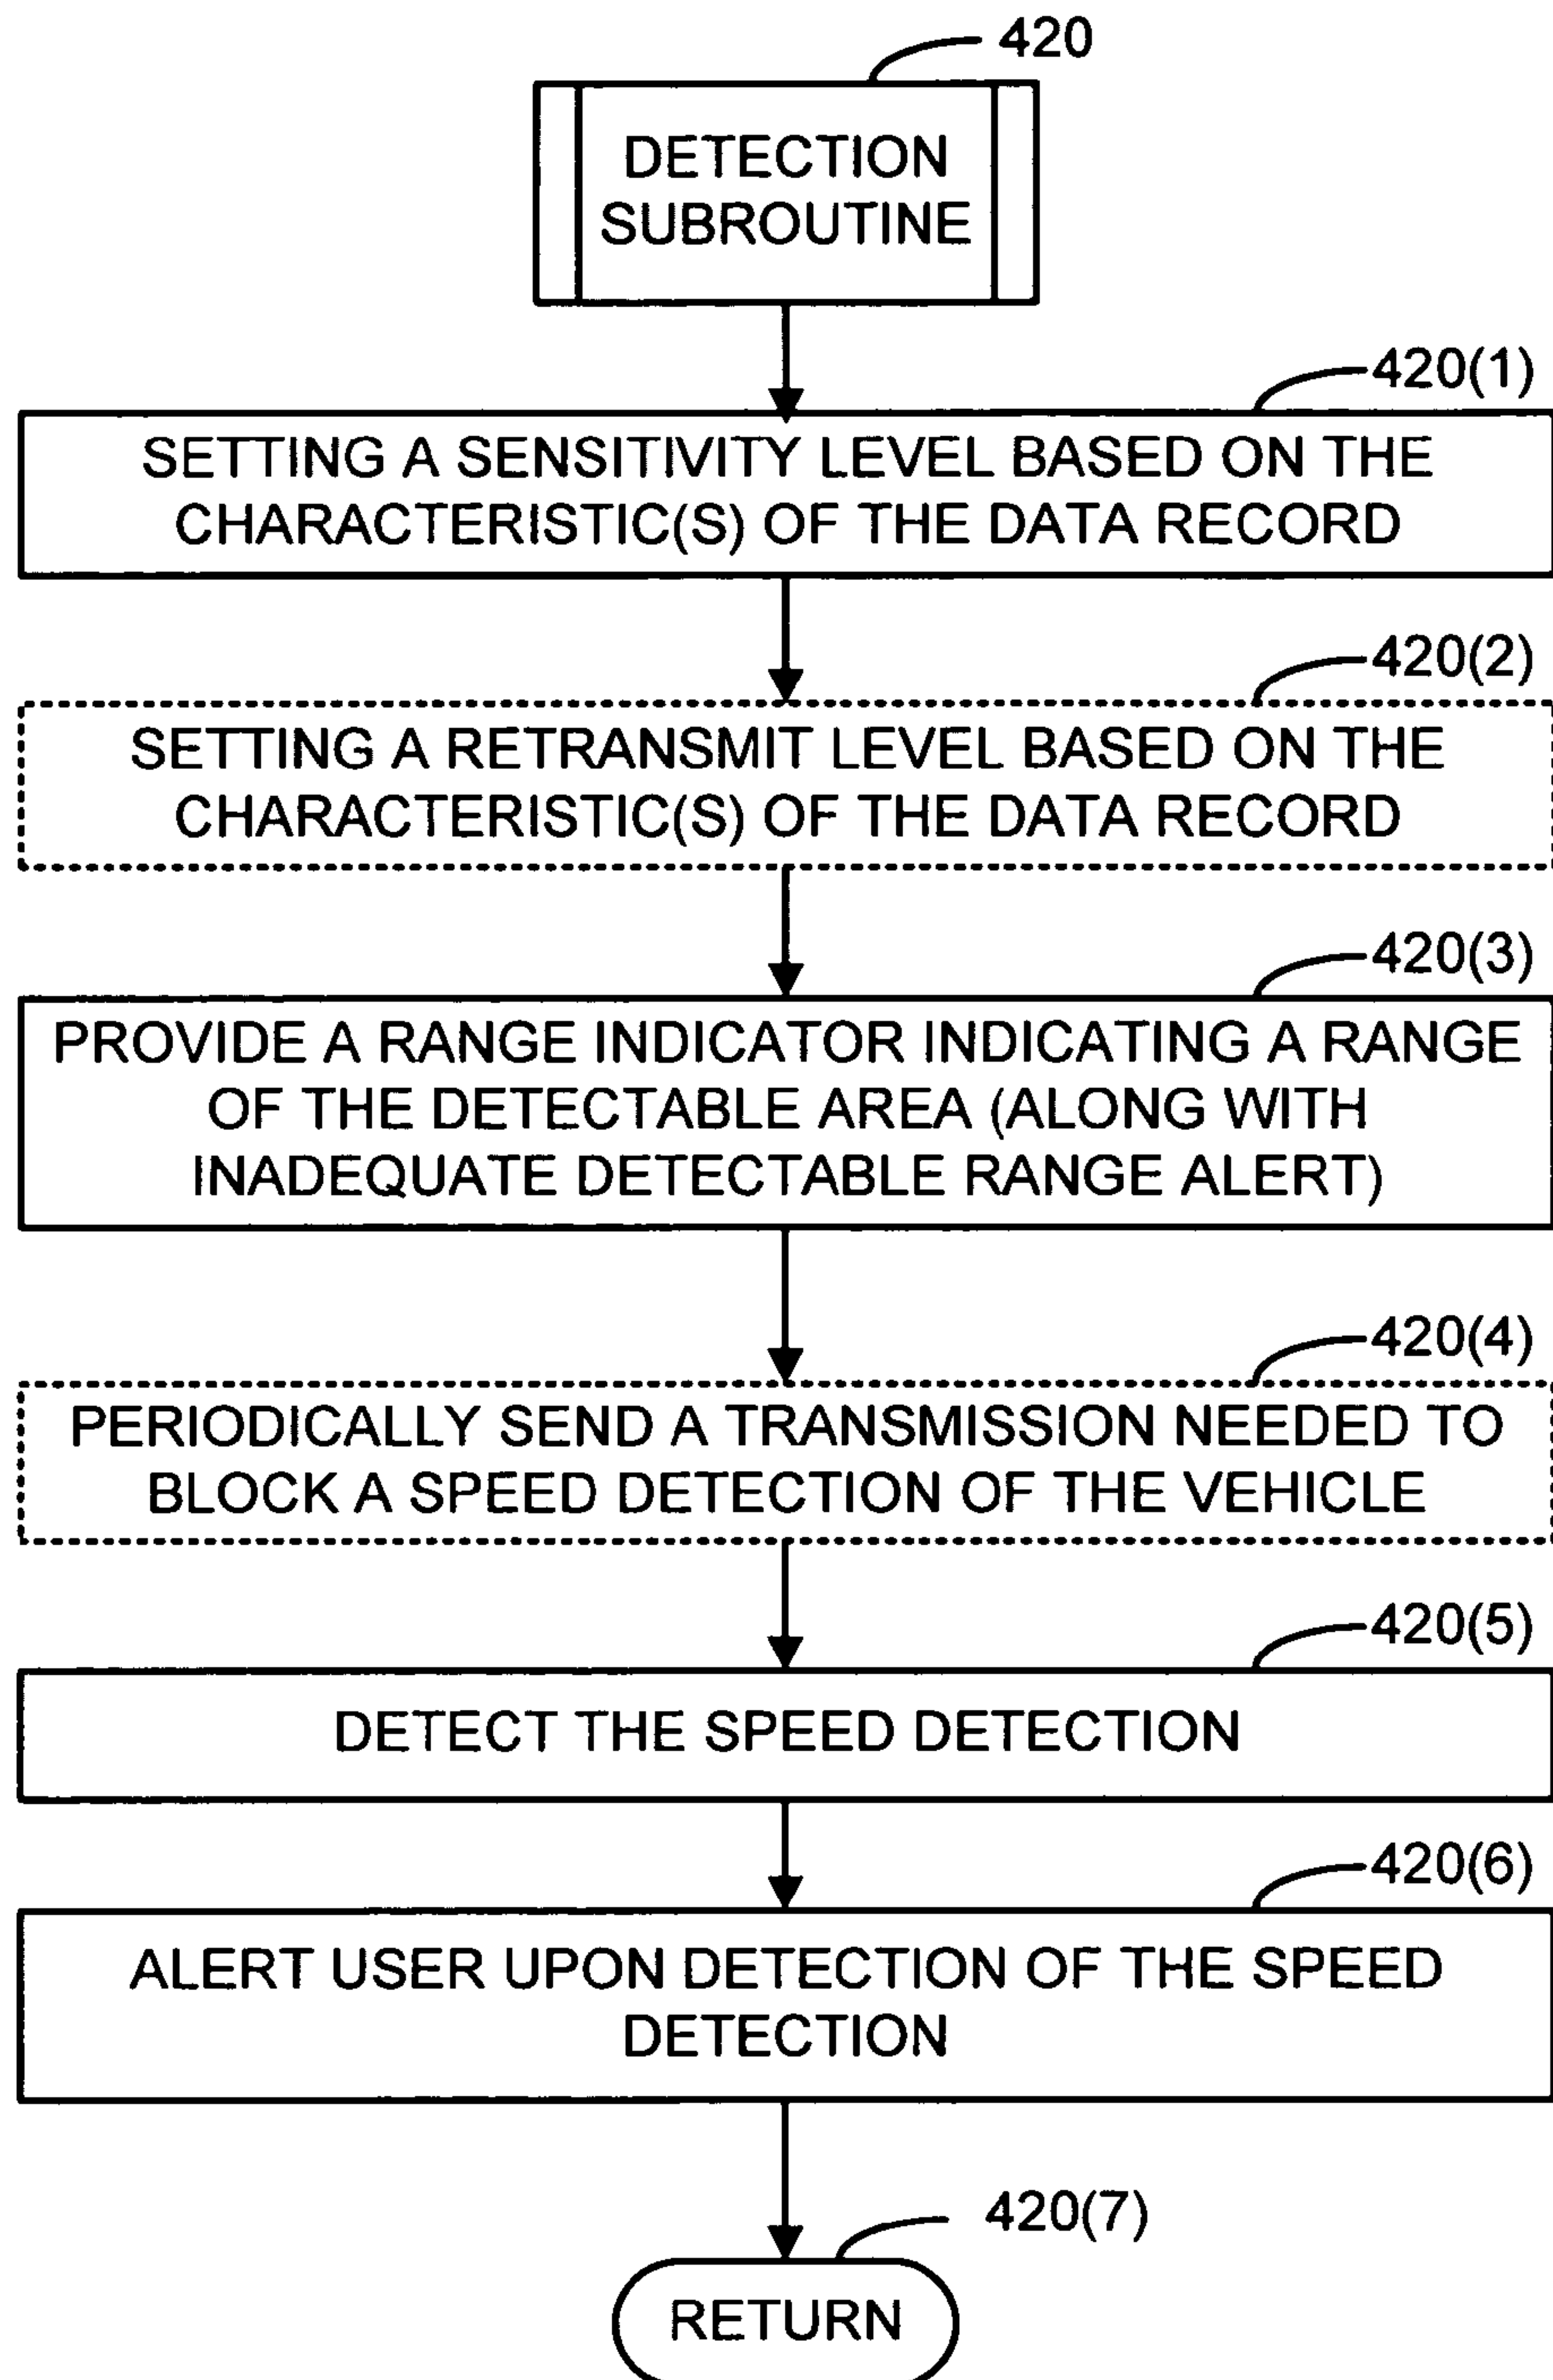 420
DETECTION
SUBROUTINE
420(1)
SETTING A SENSITIVITY LEVEL BASED ON THE
CHARACTERISTIC(S) OF THE DATA RECORD
420(2)
SETTING A RETRANSMIT LEVEL BASED ON THE
CHARACTERISTIC(S) OF THE DATA RECORD
420(3)
PROVIDE A RANGE INDICATOR INDICATING A RANGE
OF THE DETECTABLE AREA (ALONG WITH
INADEQUATE DETECTABLE RANGE ALERT)
420(4)
PERIODICALLY SEND A TRANSMISSION NEEDED TO
BLOCK A SPEED DETECTION OF THE VEHICLE
420(5)
DETECT THE SPEED DETECTION
420(6)
ALERT USER UPON DETECTION OF THE SPEED
DETECTION
420(7)
RETURN